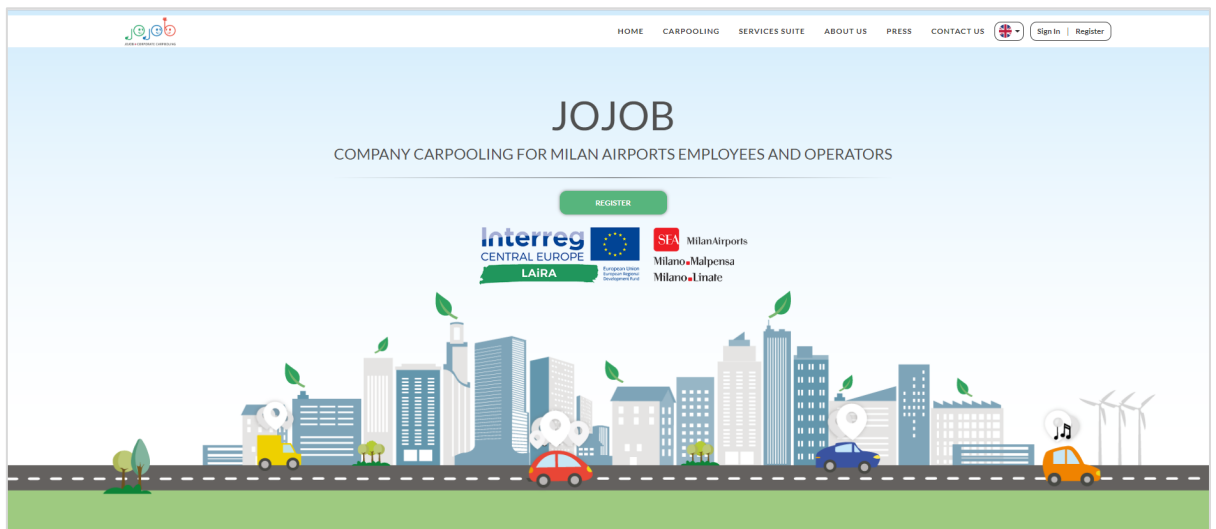 jojob
HOME CARPOOLING SERVICES SUITE ABOUT US PRESS CONTACT US Sign In | Register
JOJOB
COMPANY CARPOOLING FOR MILAN AIRPORTS EMPLOYEES AND OPERATORS
REGISTER
Interreg
CENTRAL EUROPE
LAiRA
European Union
European Regional
Development Fund
SEA MilanAirports
Milano Malpensa
Milano Linate